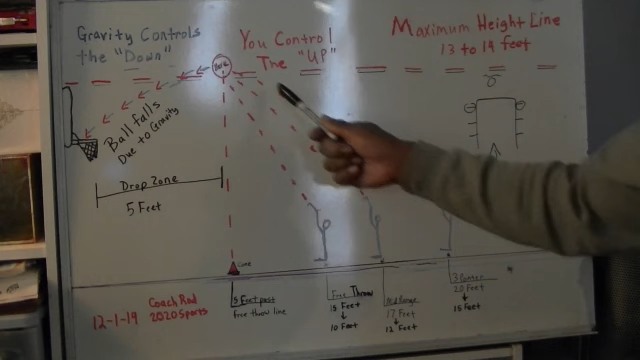 Gravity Controls
the "Down"
You Control
The "UP"
Maximum Height Line
13 to 14 feet
Ball falls
Due to Gravity
Drop Zone
5 Feet
Cone
12-1-19
Coach Rod
2020 Sports
5 Feet past
free throw line
Free Throw
15 Feet
10 Feet
Mid Range
17 Feet
12 Feet
3 Pointer
20 Feet
15 Feet